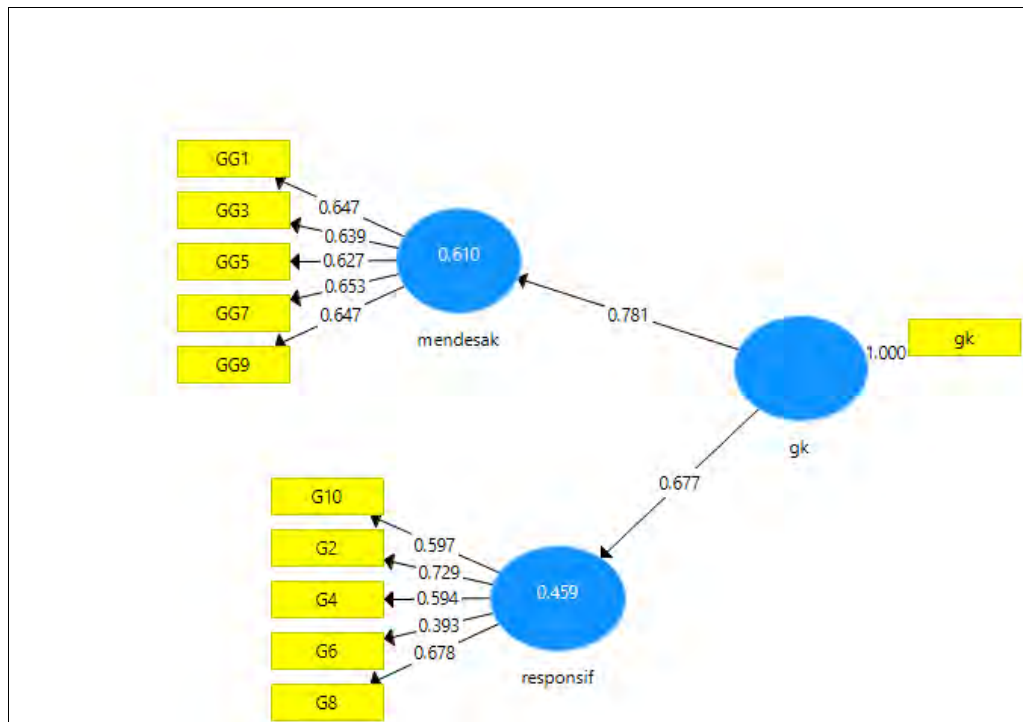 GG1
0.647
GG3
0.639
GG5
0.627
GG7
0.653
GG9
0.647
0.610
mendesak
0.781
gk
1.000
gk
0.677
G10
0.597
G2
0.729
G4
0.594
G6
0.393
G8
0.678
0.459
responsif